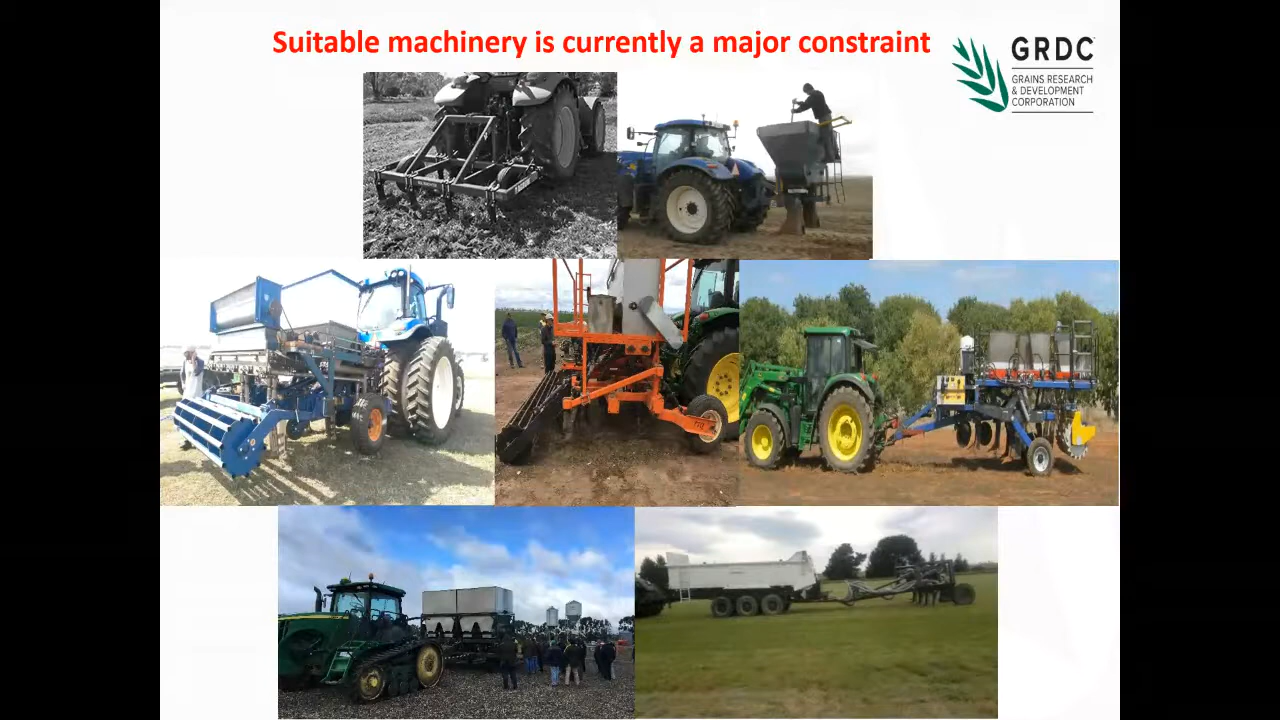 Suitable machinery is currently a major constraint
GRDC
GRAINS RESEARCH
& DEVELOPMENT
CORPORATION